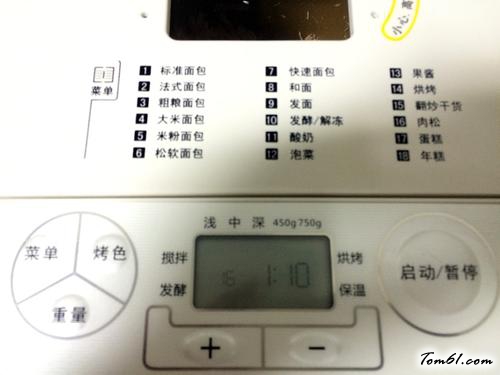 小心:高
菜单
1 标准面包
2 法式面包
3 粗粮面包
4 大米面包
5 米粉面包
6 松软面包
7 快速面包
8 和面
9 发面
10 发酵/解冻
11 酸奶
12 泡菜
13 果酱
14 烘烤
15 翻炒干货
16 肉松
17 蛋糕
18 年糕
浅 中 深 450g 750g
菜单 烤色
重量
搅拌
发酵
16 1:10
烘烤
保温
+ −
启动/暂停
Tom61.com